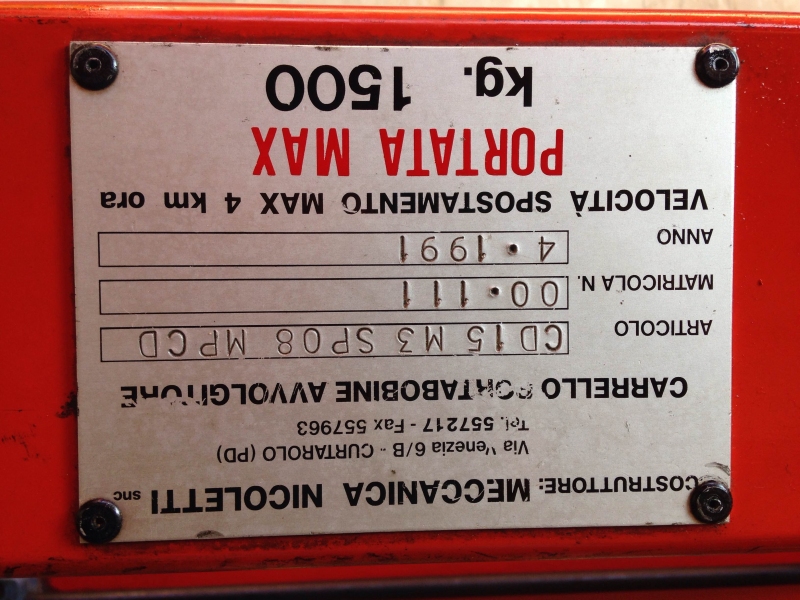 COSTRUTTORE: MECCANICA NICOLETTI snc
Via Venezia 6/B - CURTAROLO (PD)
Tel. 557217 - Fax 557963
CARRELLO PORTABOBINE AVVOLGITORE
ARTICOLO CD15 M3 SP08 MPCD
MATRICOLA N. 00.111
ANNO 4.1991
VELOCITÀ SPOSTAMENTO MAX 4 km ora
PORTATA MAX
kg. 1500